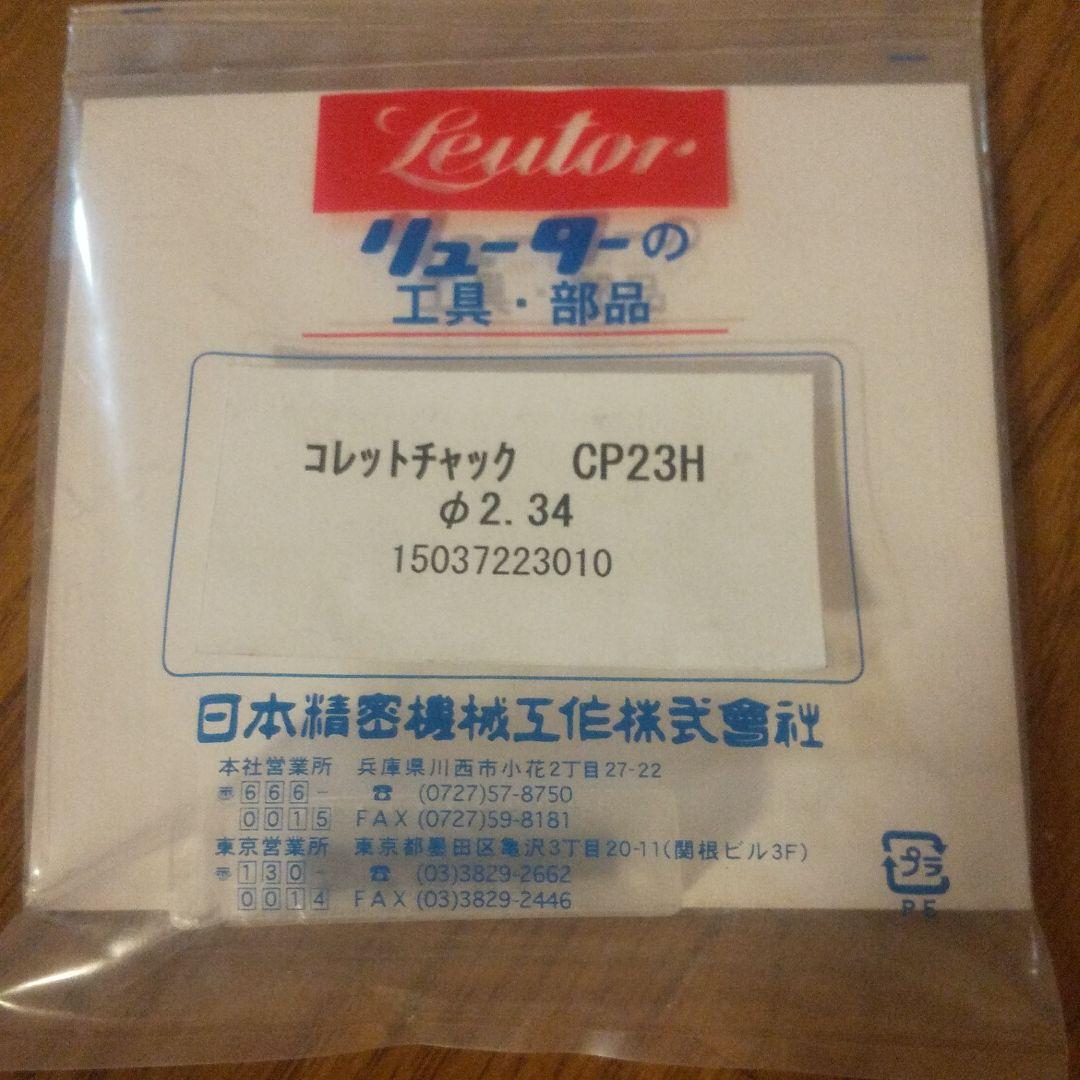 Leutor
リューターの
工具・部品
コレットチャック CP23H
φ2.34
15037223010
日本精密機械工作株式會社
本社営業所 兵庫県川西市小花2丁目27-22
〠666- ☎ (0727)57-8750
0015 FAX (0727)59-8181
東京営業所 東京都墨田区亀沢3丁目20-11(関根ビル3F)
〠130- ☎ (03)3829-2662
0014 FAX (03)3829-2446
プラ
PE